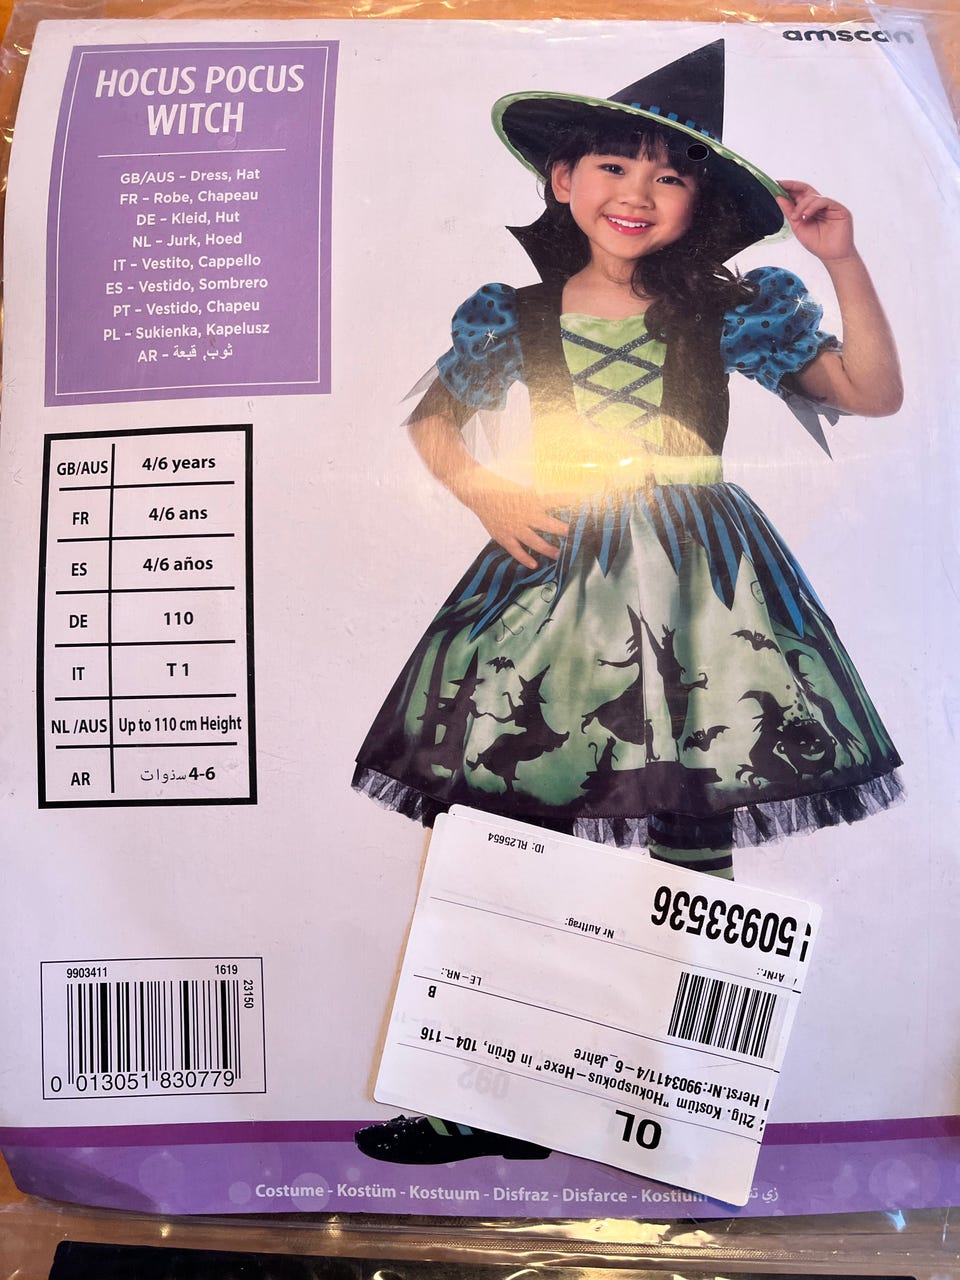 amscan
HOCUS POCUS
WITCH
GB/AUS – Dress, Hat
FR – Robe, Chapeau
DE – Kleid, Hut
NL – Jurk, Hoed
IT – Vestito, Cappello
ES – Vestido, Sombrero
PT – Vestido, Chapeu
PL – Sukienka, Kapelusz
AR – ثوب, قبعة
GB/AUS 4/6 years
FR 4/6 ans
ES 4/6 años
DE 110
IT T 1
NL /AUS Up to 110 cm Height
AR 4-6 سنوات
9903411 1619
23150
0 013051 830779
OL
2tlg. Kostüm "Hokuspokus-Hexe" in Grün, 104-116
Herst.Nr:9903411/4-6_Jahre
B
LE-NR.:
ArNr.:
50933536
Nr Auftrag:
ID: RL25654
Costume - Kostüm - Kostuum - Disfraz - Disfarce - Kostium
زي